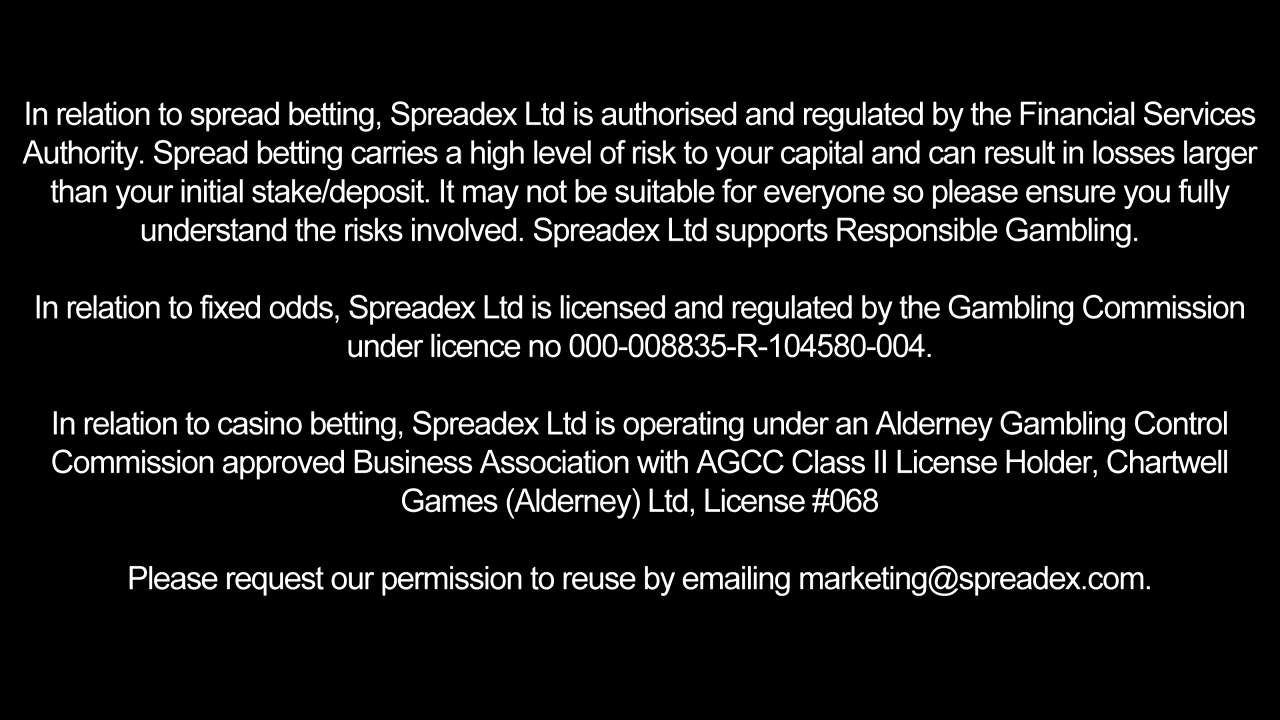 In relation to spread betting, Spreadex Ltd is authorised and regulated by the Financial Services
Authority. Spread betting carries a high level of risk to your capital and can result in losses larger
than your initial stake/deposit. It may not be suitable for everyone so please ensure you fully
understand the risks involved. Spreadex Ltd supports Responsible Gambling.
In relation to fixed odds, Spreadex Ltd is licensed and regulated by the Gambling Commission
under licence no 000-008835-R-104580-004.
In relation to casino betting, Spreadex Ltd is operating under an Alderney Gambling Control
Commission approved Business Association with AGCC Class II License Holder, Chartwell
Games (Alderney) Ltd, License #068
Please request our permission to reuse by emailing marketing@spreadex.com.